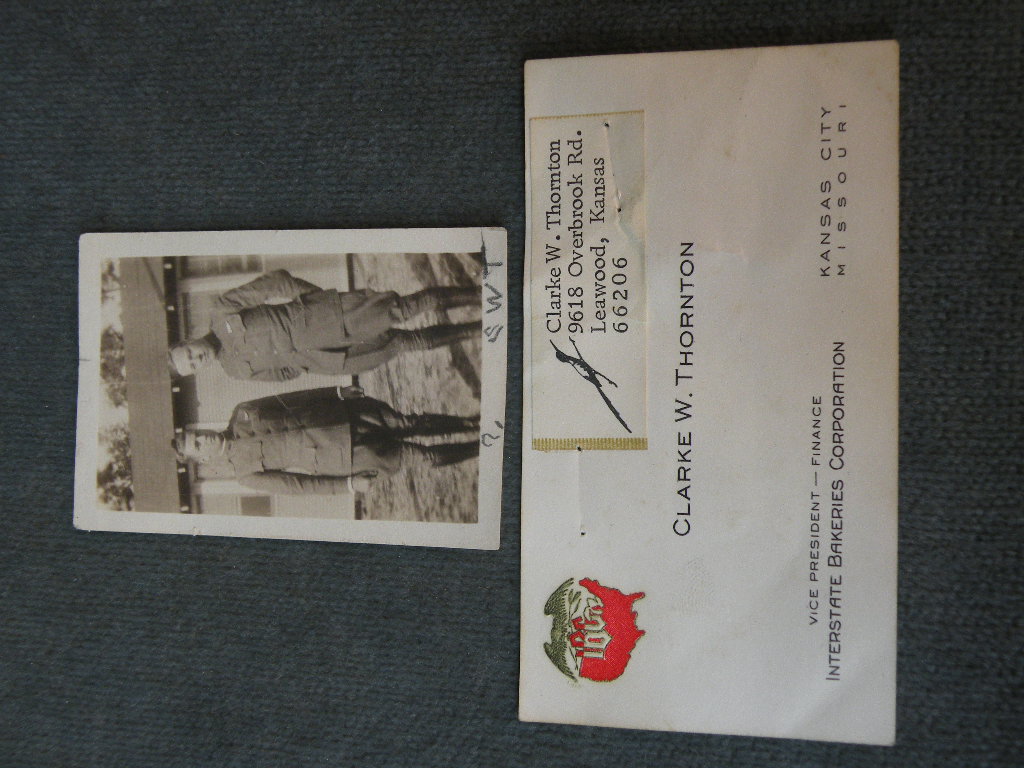 ?, SWT
Clarke W. Thornton
9618 Overbrook Rd.
Leawood, Kansas
66206
CLARKE W. THORNTON
VICE PRESIDENT — FINANCE
INTERSTATE BAKERIES CORPORATION
KANSAS CITY
MISSOURI